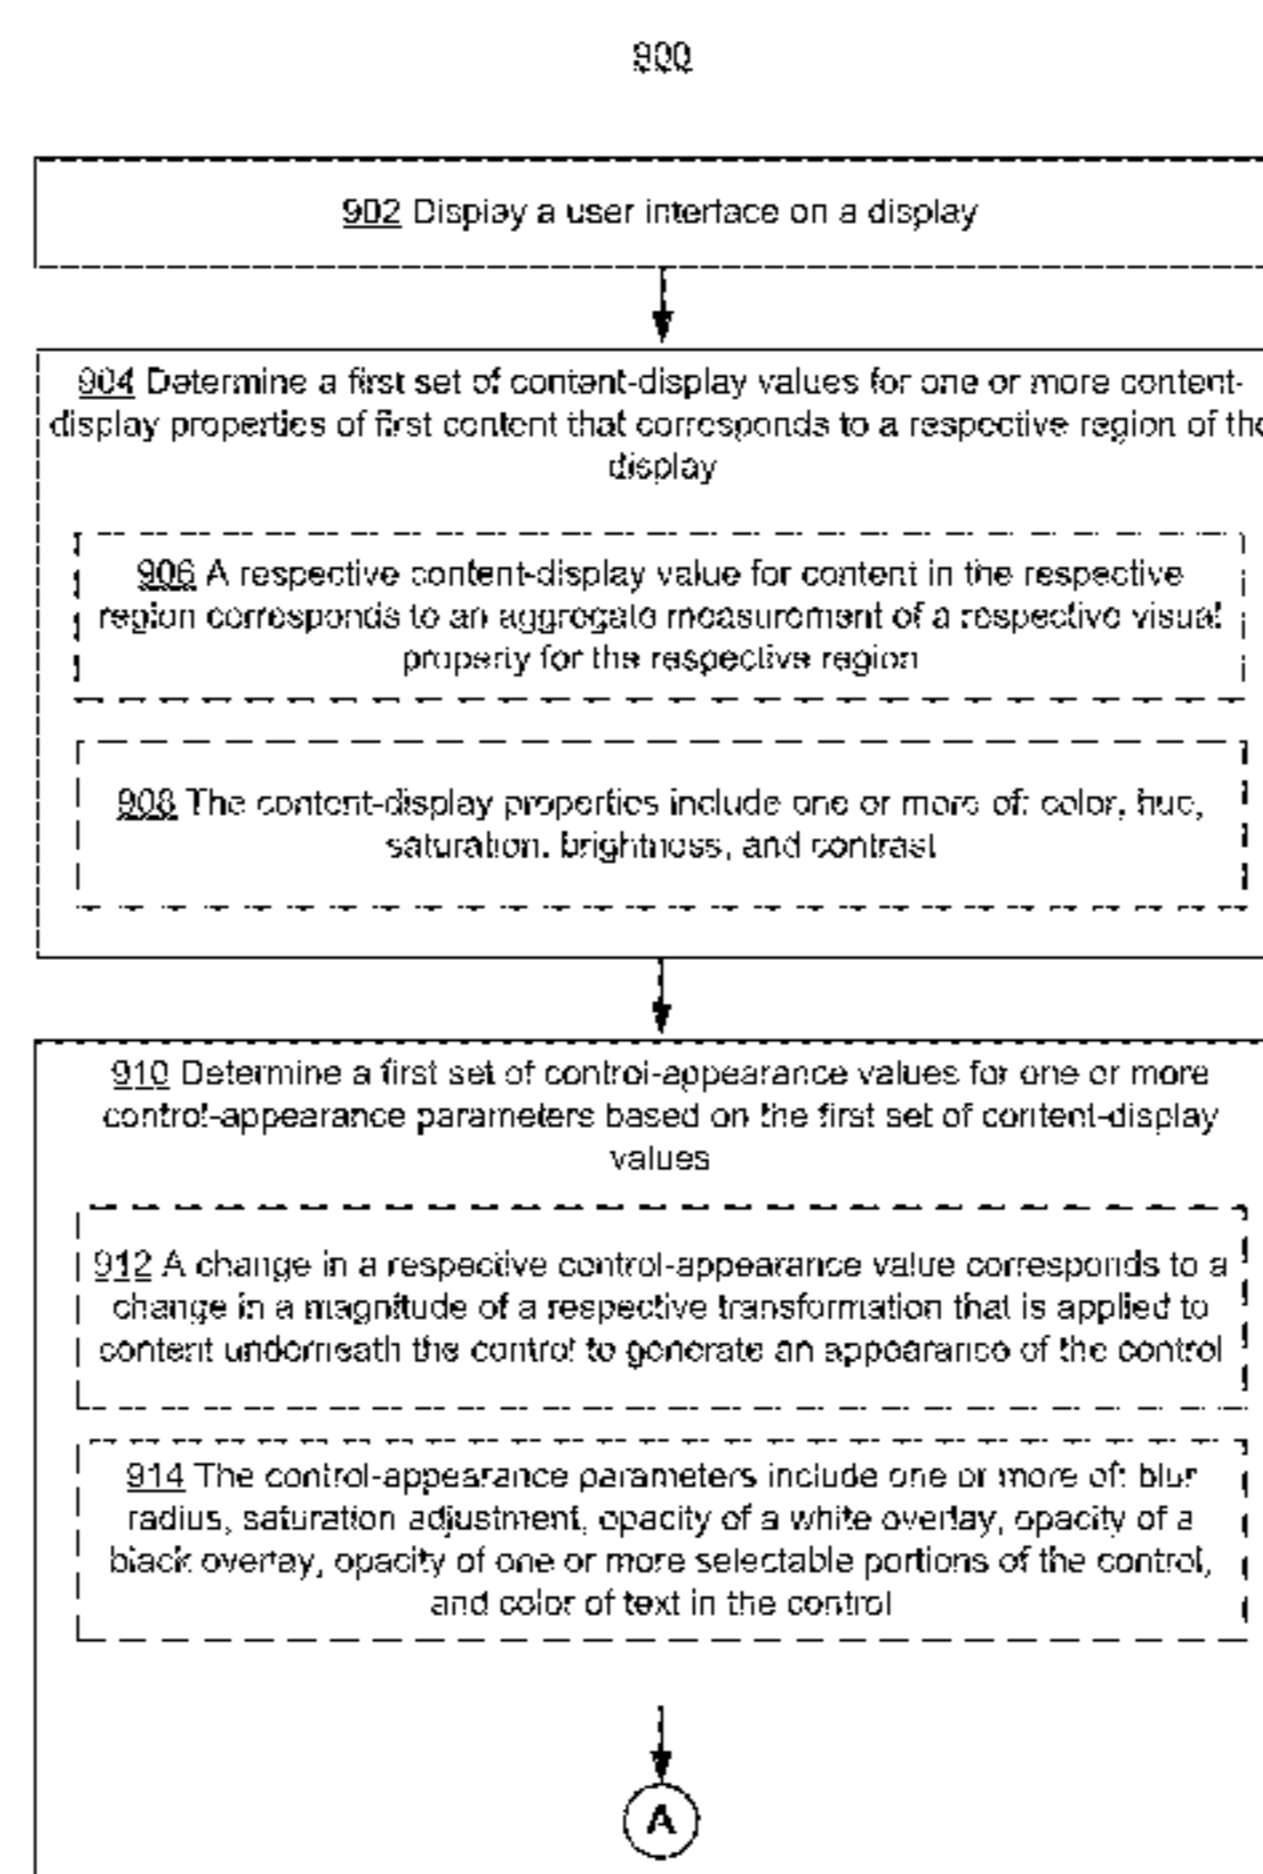 900
902 Display a user interface on a display
904 Determine a first set of content-display values for one or more content-
display properties of first content that corresponds to a respective region of the
display
906 A respective content-display value for content in the respective
region corresponds to an aggregate measurement of a respective visual
property for the respective region
908 The content-display properties include one or more of: color, hue,
saturation, brightness, and contrast
910 Determine a first set of control-appearance values for one or more
control-appearance parameters based on the first set of content-display
values
912 A change in a respective control-appearance value corresponds to a
change in a magnitude of a respective transformation that is applied to
content underneath the control to generate an appearance of the control
914 The control-appearance parameters include one or more of: blur
radius, saturation adjustment, opacity of a white overlay, opacity of a
black overlay, opacity of one or more selectable portions of the control,
and color of text in the control
A